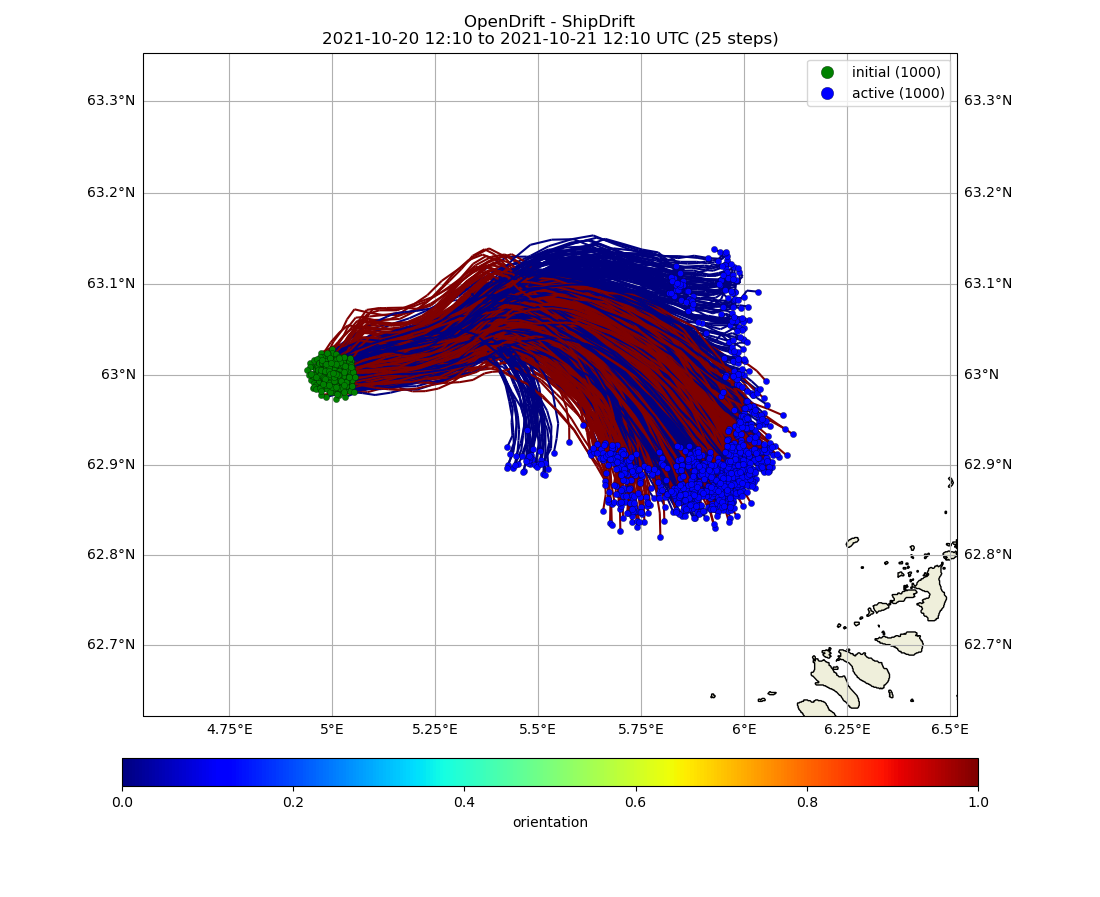 OpenDrift - ShipDrift
2021-10-20 12:10 to 2021-10-21 12:10 UTC (25 steps)
initial (1000)
active (1000)
63.3°N 63.3°N
63.2°N 63.2°N
63.1°N 63.1°N
63°N 63°N
62.9°N 62.9°N
62.8°N 62.8°N
62.7°N 62.7°N
4.75°E 5°E 5.25°E 5.5°E 5.75°E 6°E 6.25°E 6.5°E
0.0 0.2 0.4 0.6 0.8 1.0
orientation